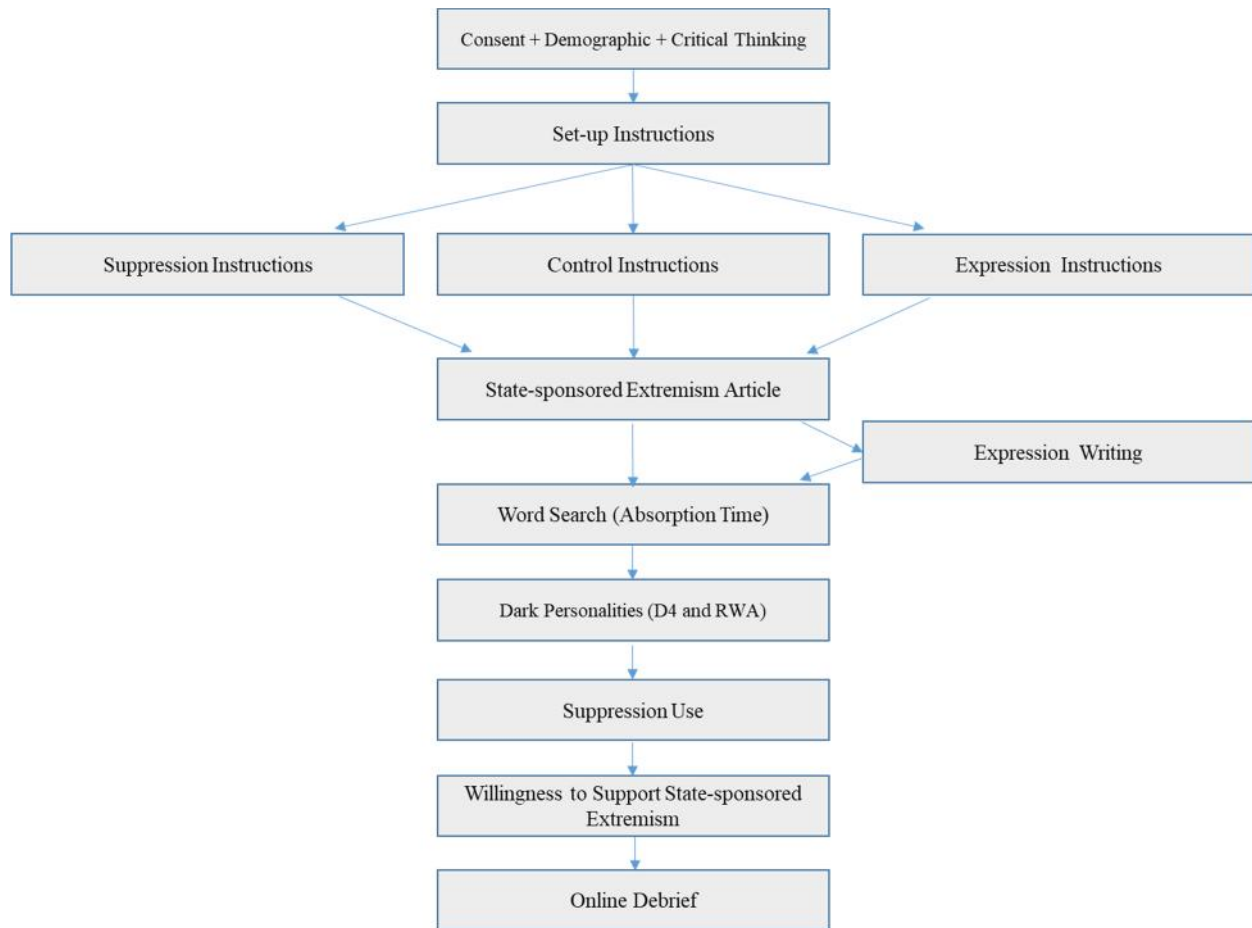 Consent + Demographic + Critical Thinking
Set-up Instructions
Suppression Instructions
Control Instructions
Expression Instructions
State-sponsored Extremism Article
Expression Writing
Word Search (Absorption Time)
Dark Personalities (D4 and RWA)
Suppression Use
Willingness to Support State-sponsored
Extremism
Online Debrief